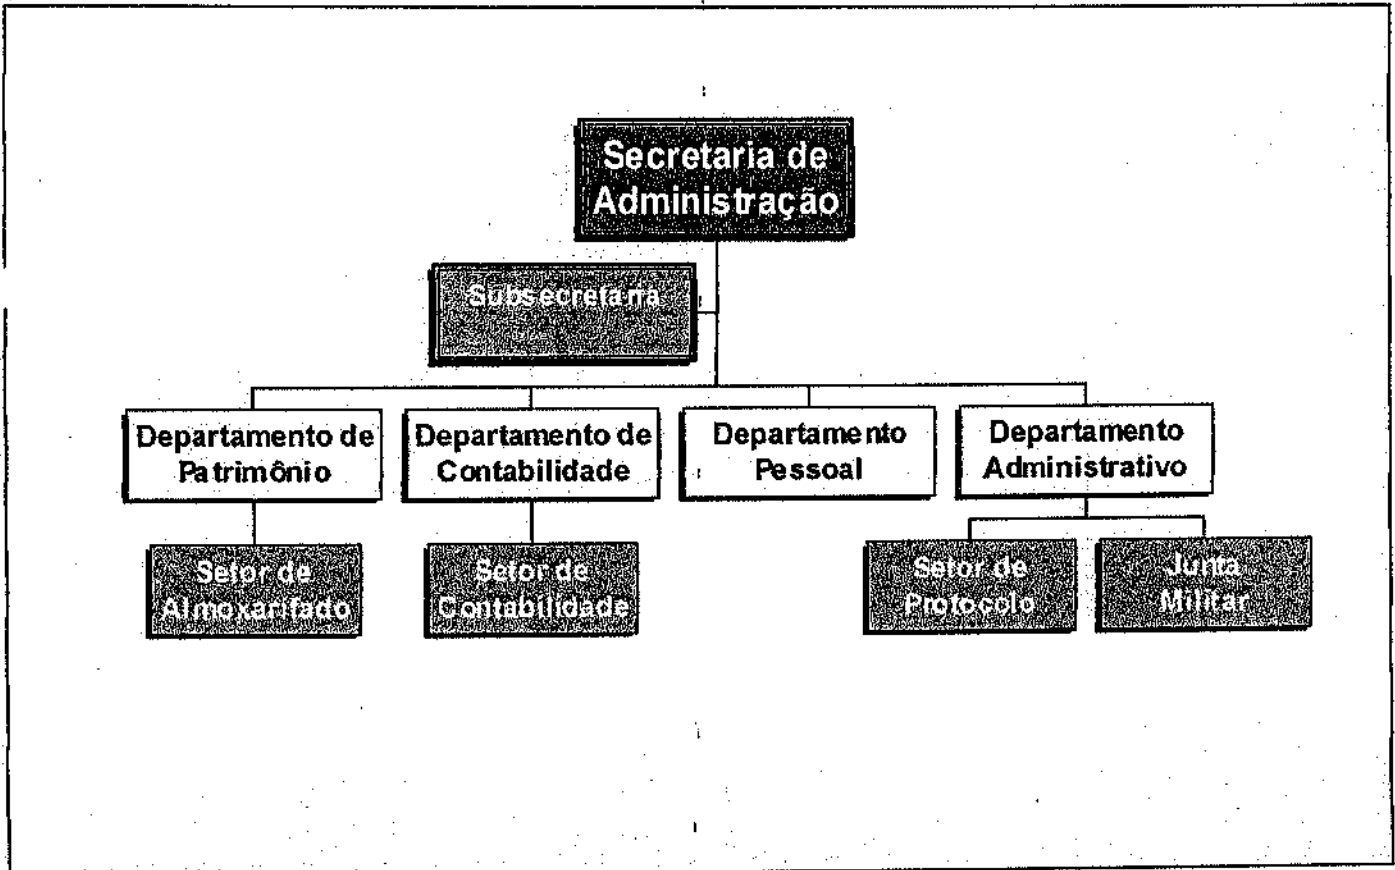 Secretaria de
Administração
Subsecretaria
Departamento de
Patrimônio
Departamento de
Contabilidade
Departamento
Pessoal
Departamento
Administrativo
Setor de
Almoxarifado
Setor de
Contabilidade
Setor de
Protocolo
Junta
Militar